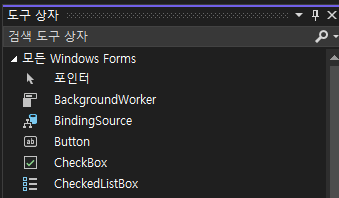 도구 상자
검색 도구 상자
모든 Windows Forms
포인터
BackgroundWorker
BindingSource
ab
Button
CheckBox
CheckedListBox